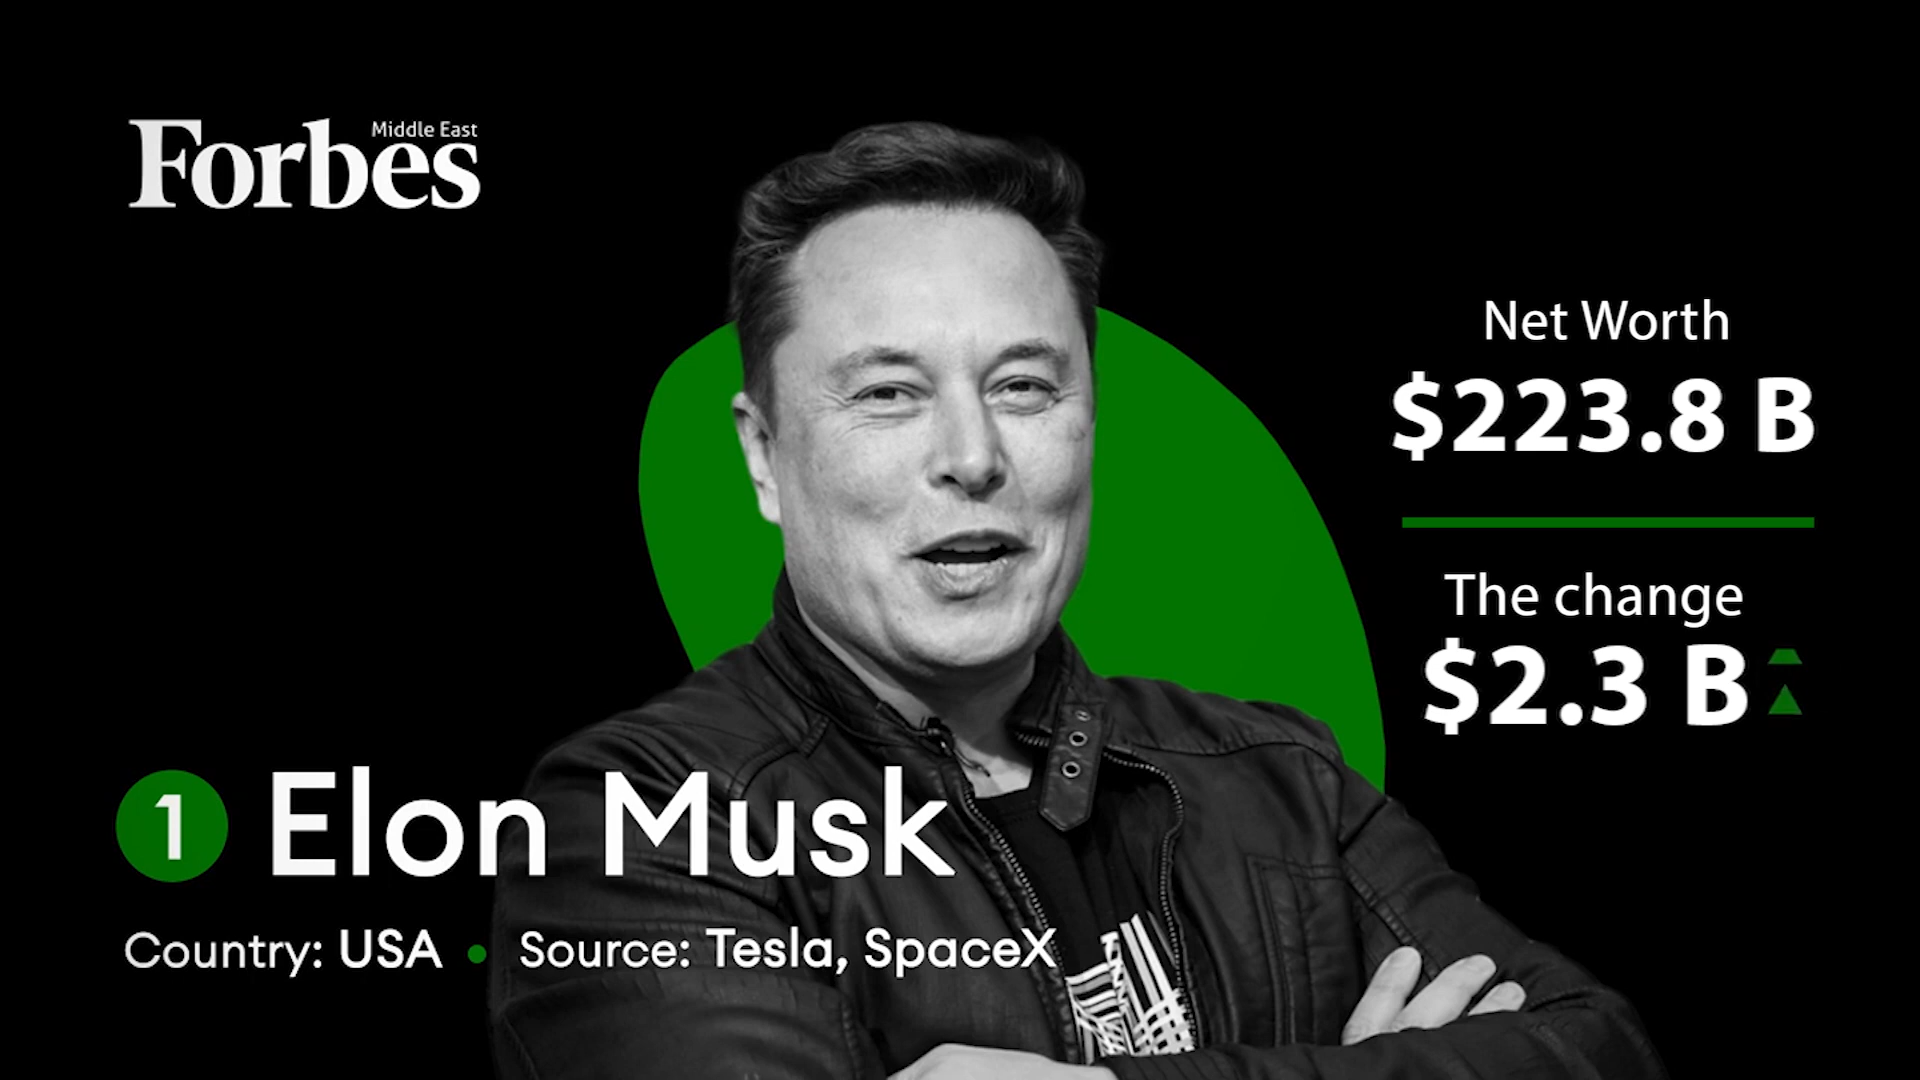 Middle East
Forbes
Net Worth
$223.8 B
The change
$2.3 B
1 Elon Musk
Country: USA • Source: Tesla, SpaceX